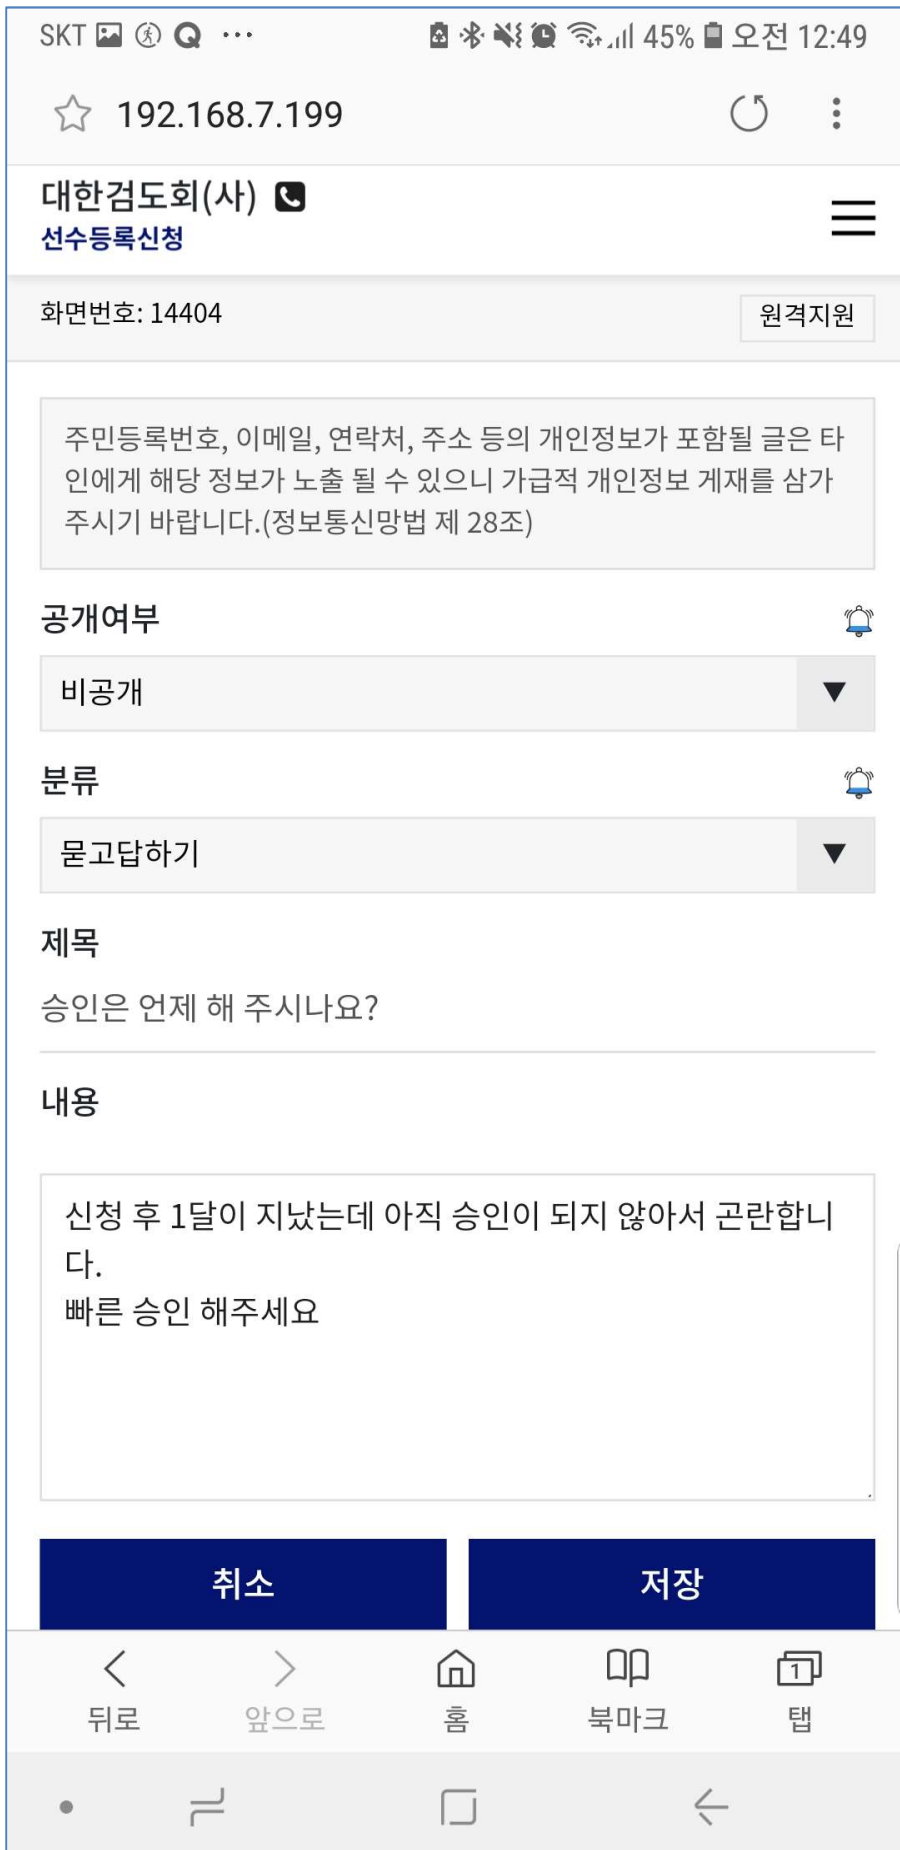 SKT ··· 45% 오전 12:49
192.168.7.199
대한검도회(사)
선수등록신청
화면번호: 14404 원격지원
주민등록번호, 이메일, 연락처, 주소 등의 개인정보가 포함될 글은 타
인에게 해당 정보가 노출 될 수 있으니 가급적 개인정보 게재를 삼가
주시기 바랍니다.(정보통신망법 제 28조)
공개여부
비공개 ▼
분류
묻고답하기 ▼
제목
승인은 언제 해 주시나요?
내용
신청 후 1달이 지났는데 아직 승인이 되지 않아서 곤란합니
다.
빠른 승인 해주세요
취소 저장
1
뒤로 앞으로 홈 북마크 탭